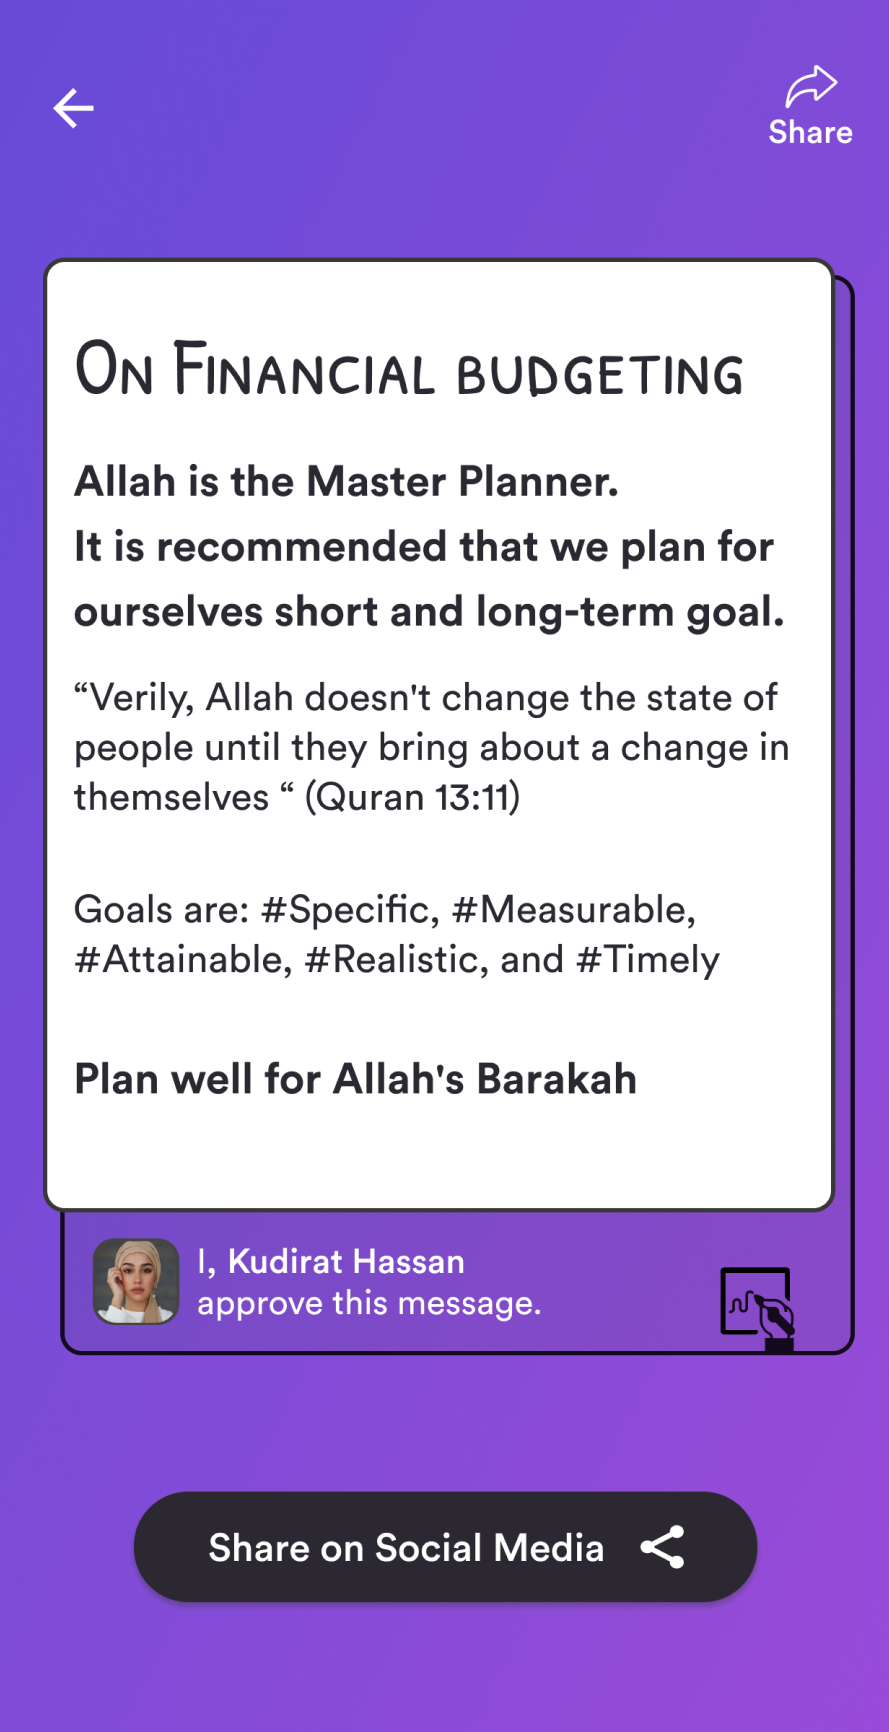 Share
On Financial budgeting
Allah is the Master Planner.
It is recommended that we plan for
ourselves short and long-term goal.
“Verily, Allah doesn't change the state of
people until they bring about a change in
themselves “ (Quran 13:11)
Goals are: #Specific, #Measurable,
#Attainable, #Realistic, and #Timely
Plan well for Allah's Barakah
I, Kudirat Hassan
approve this message.
Share on Social Media